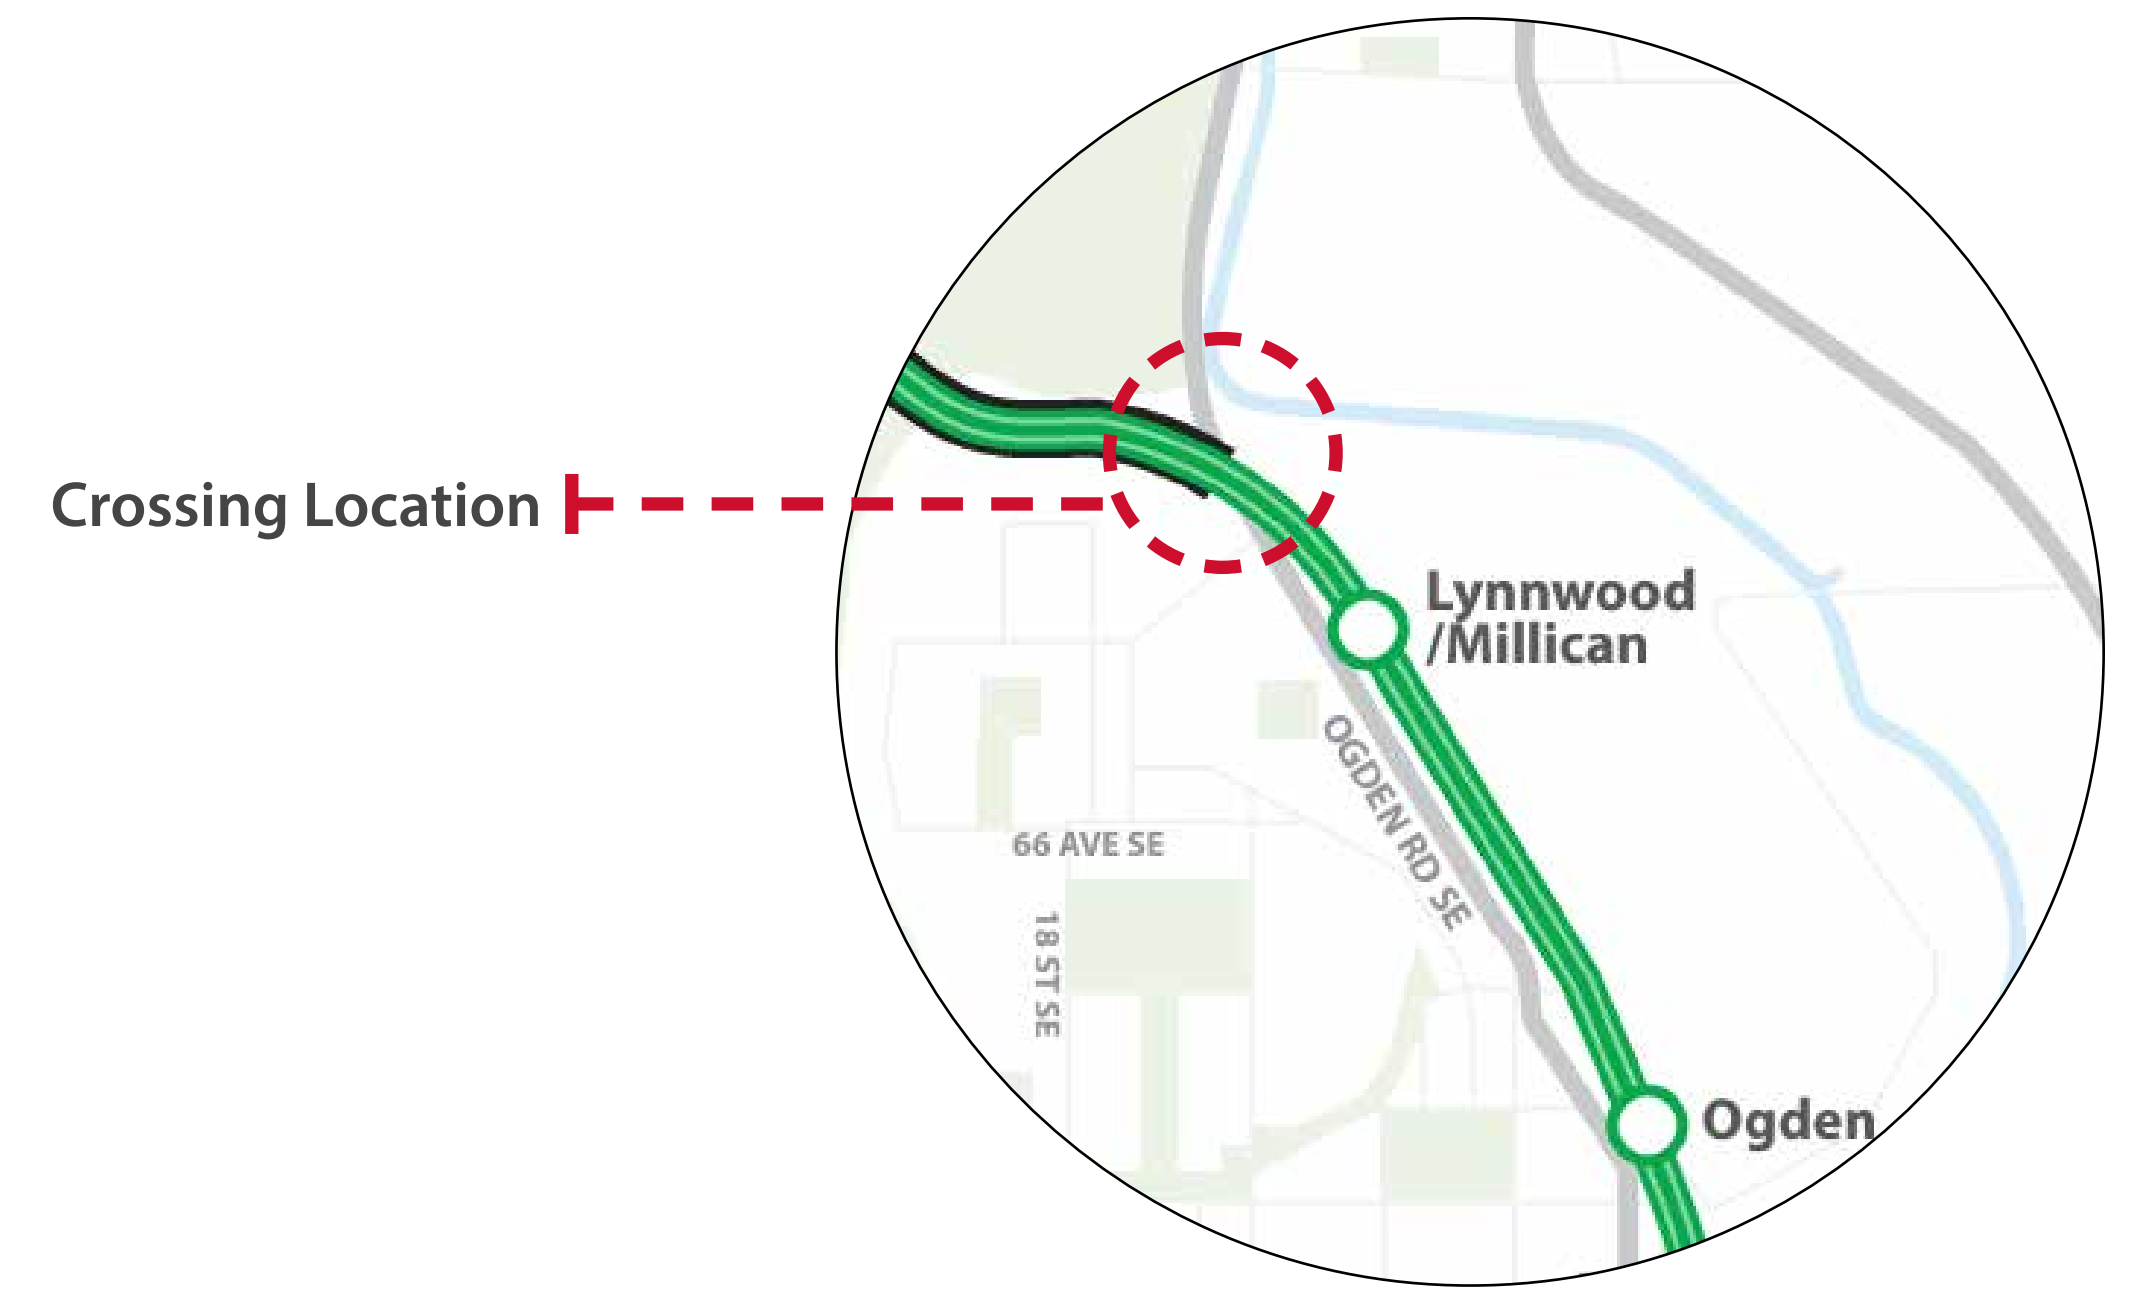 Crossing Location
Lynnwood
/Millican
OGDEN RD SE
66 AVE SE
18 ST SE
Ogden